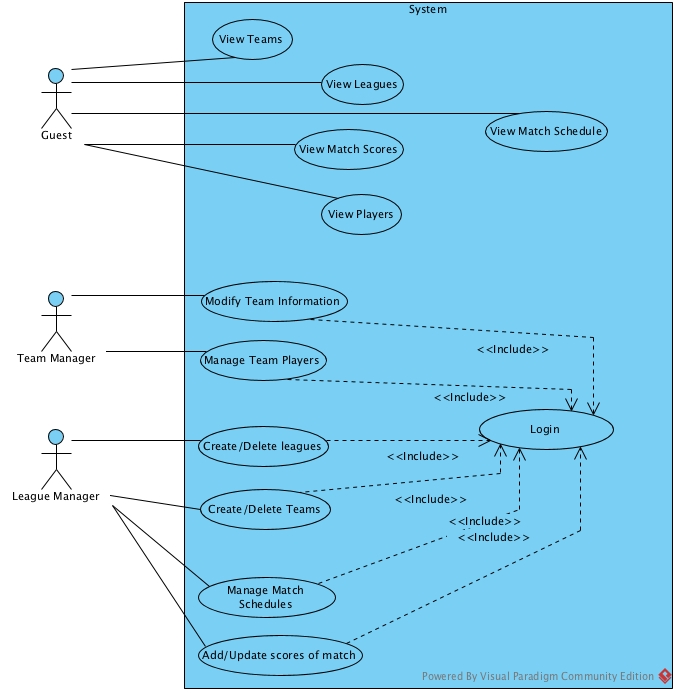 System
View Teams
View Leagues
Guest
View Match Schedule
View Match Scores
View Players
Modify Team Information
Team Manager
<<Include>>
Manage Team Players
<<Include>>
Login
Create/Delete leagues
<<Include>>
League Manager
<<Include>>
Create/Delete Teams
<<Include>>
<<Include>>
Manage Match
Schedules
Add/Update scores of match
Powered By Visual Paradigm Community Edition